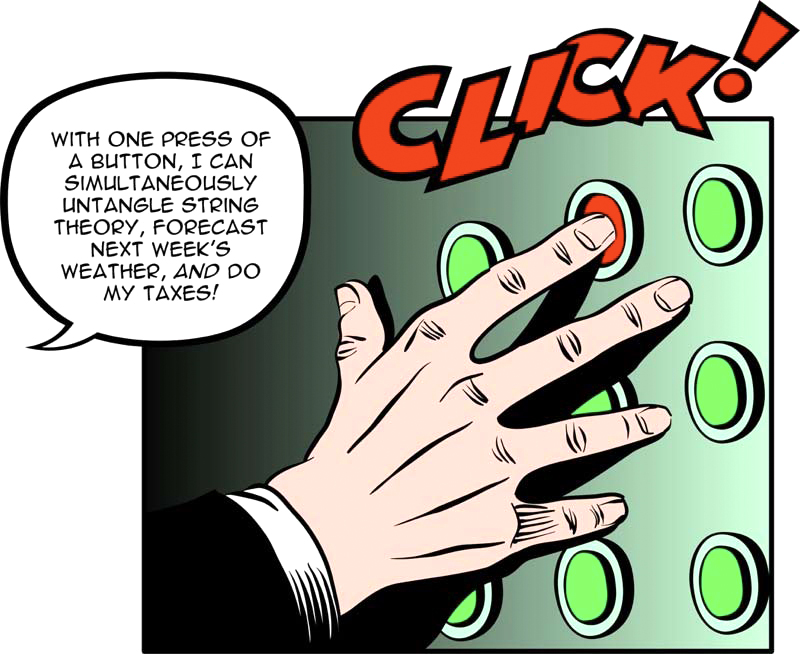 WITH ONE PRESS OF
A BUTTON, I CAN
SIMULTANEOUSLY
UNTANGLE STRING
THEORY, FORECAST
NEXT WEEK'S
WEATHER, AND DO
MY TAXES!
CLICK!